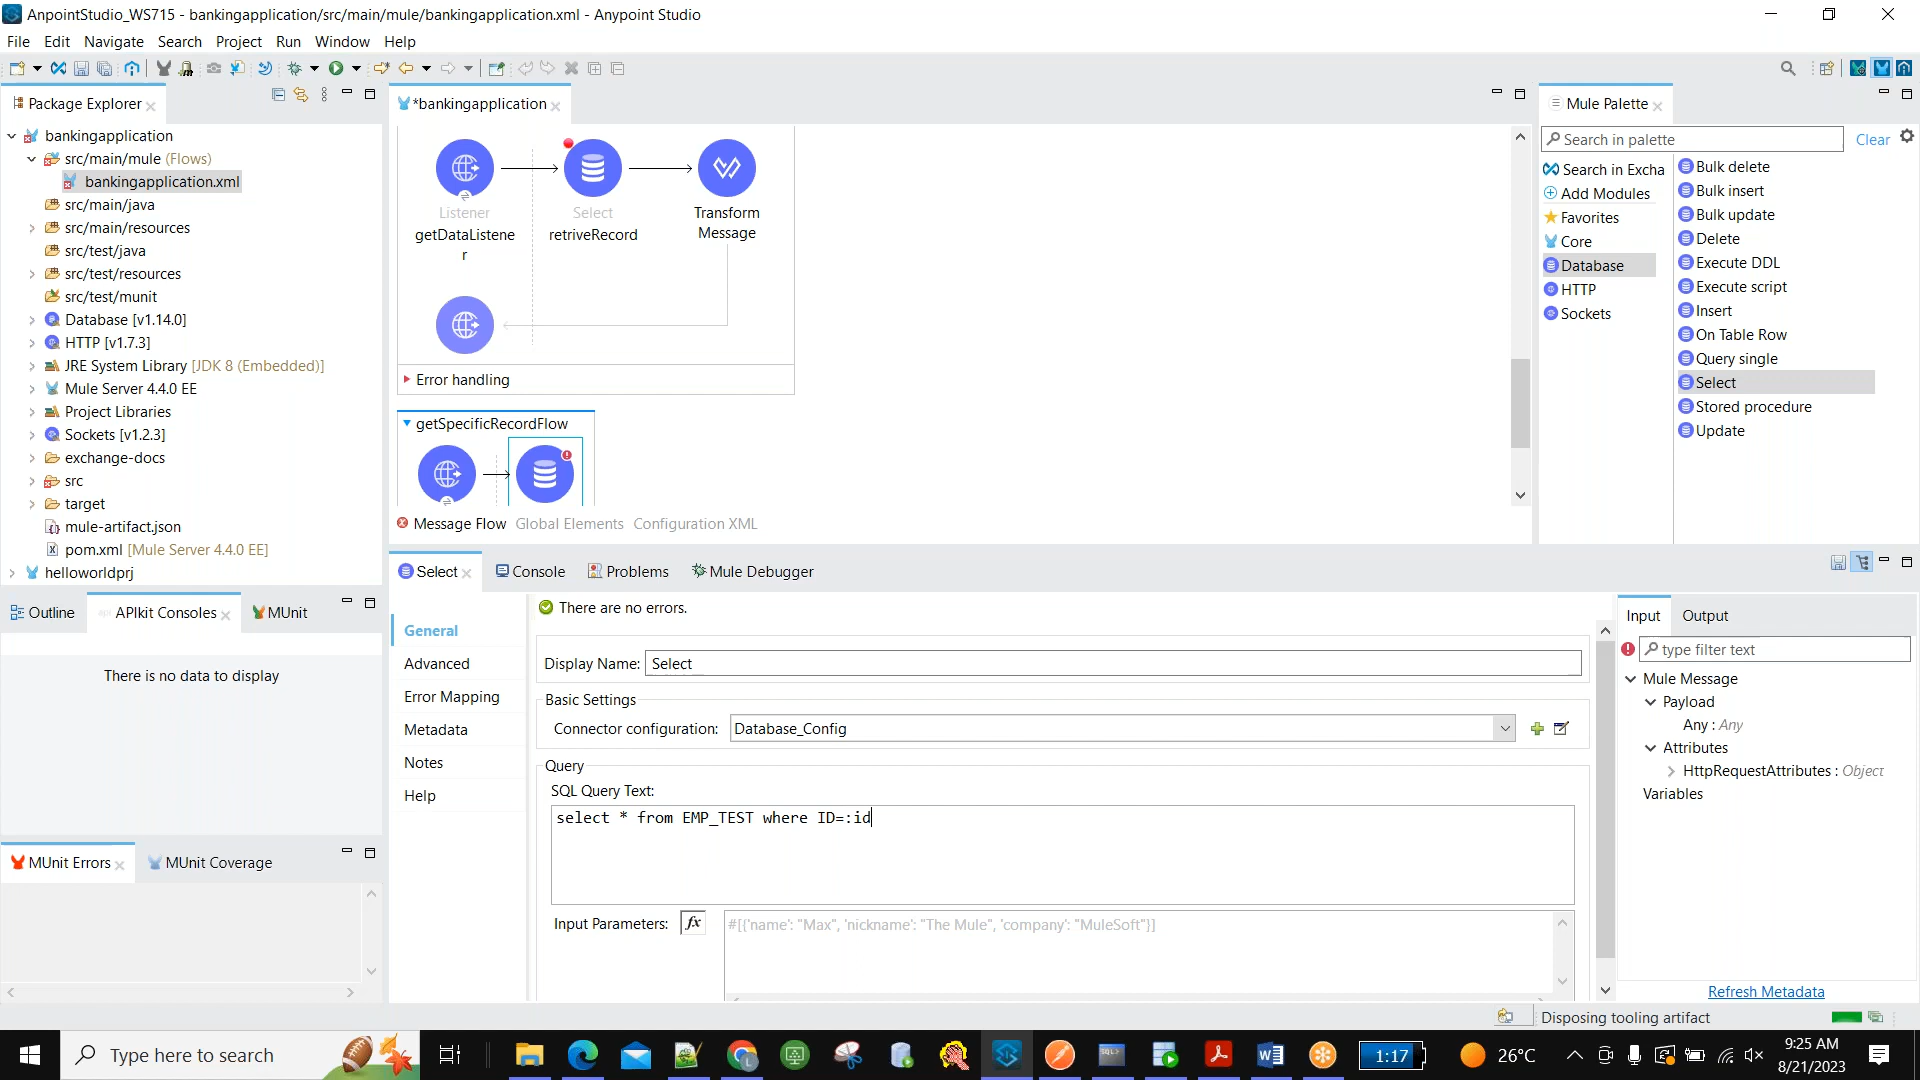 AnpointStudio_WS715 - bankingapplication/src/main/mule/bankingapplication.xml - Anypoint Studio
File Edit Navigate Search Project Run Window Help
Package Explorer
bankingapplication
src/main/mule (Flows)
bankingapplication.xml
src/main/java
src/main/resources
src/test/java
src/test/resources
src/test/munit
Database [v1.14.0]
HTTP [v1.7.3]
JRE System Library [JDK 8 (Embedded)]
Mule Server 4.4.0 EE
Project Libraries
Sockets [v1.2.3]
exchange-docs
src
target
mule-artifact.json
pom.xml [Mule Server 4.4.0 EE]
helloworldprj
Outline
APIkit Consoles
MUnit
There is no data to display
MUnit Errors
MUnit Coverage
*bankingapplication
Listener
getDataListene
r
Select
retriveRecord
Transform
Message
Error handling
getSpecificRecordFlow
Message Flow Global Elements Configuration XML
Mule Palette
Search in palette
Clear
Search in Excha
Add Modules
Favorites
Core
Database
HTTP
Sockets
Bulk delete
Bulk insert
Bulk update
Delete
Execute DDL
Execute script
Insert
On Table Row
Query single
Select
Stored procedure
Update
Select
Console
Problems
Mule Debugger
There are no errors.
General
Advanced
Error Mapping
Metadata
Notes
Help
Display Name: Select
Basic Settings
Connector configuration: Database_Config
Query
SQL Query Text:
select * from EMP_TEST where ID=:id
Input Parameters: fx #[{'name': "Max", 'nickname': "The Mule", 'company': "MuleSoft"}]
Input Output
type filter text
Mule Message
Payload
Any : Any
Attributes
HttpRequestAttributes : Object
Variables
Refresh Metadata
Disposing tooling artifact
Type here to search
1:17
26°C
9:25 AM
8/21/2023